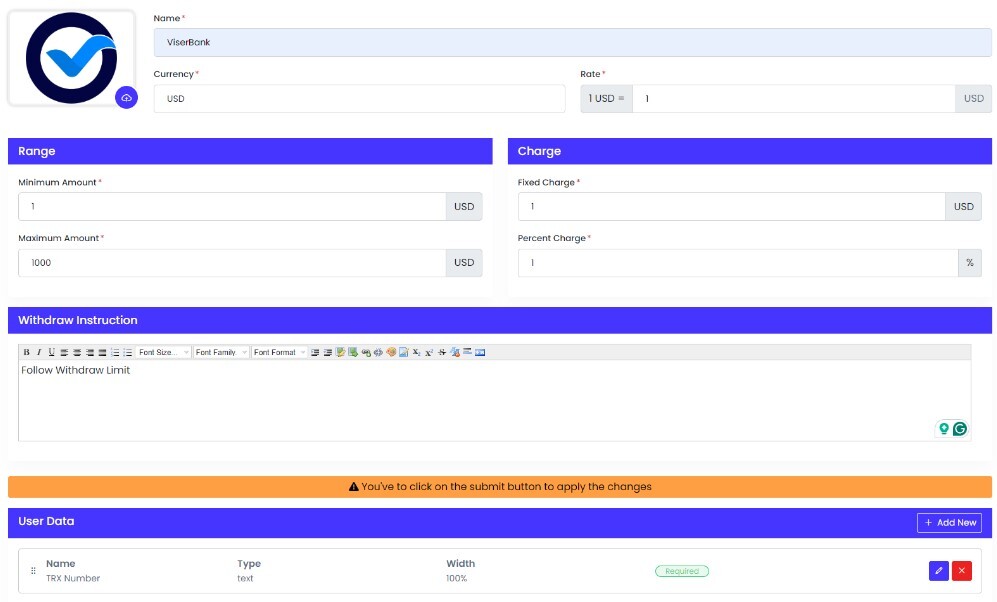 Name*
ViserBank
Currency*
USD
Rate*
1 USD =
1
USD
Range
Minimum Amount*
1
USD
Maximum Amount*
1000
USD
Charge
Fixed Charge*
1
USD
Percent Charge*
1
%
Withdraw Instruction
B I U Font Size... Font Family. Font Format
Follow Withdraw Limit
You've to click on the submit button to apply the changes
User Data
+ Add New
Name Type Width
TRX Number text 100%
Required